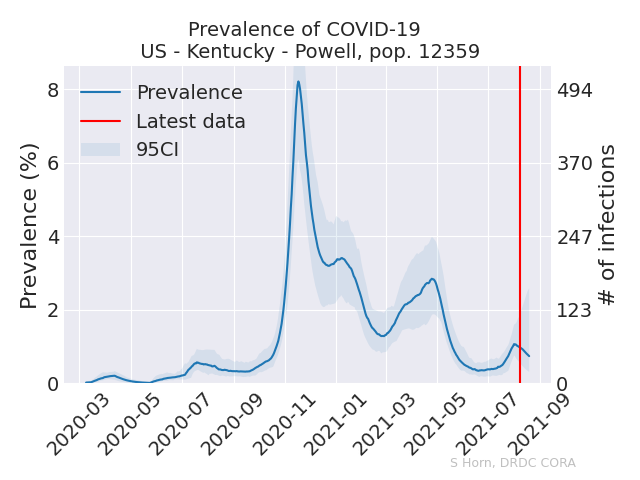 Prevalence of COVID-19
US - Kentucky - Powell, pop. 12359
Prevalence (%)
8
6
4
2
0
Prevalence
Latest data
95CI
494
370
247
123
0
# of infections
2020-03
2020-05
2020-07
2020-09
2020-11
2021-01
2021-03
2021-05
2021-07
2021-09
S Horn, DRDC CORA